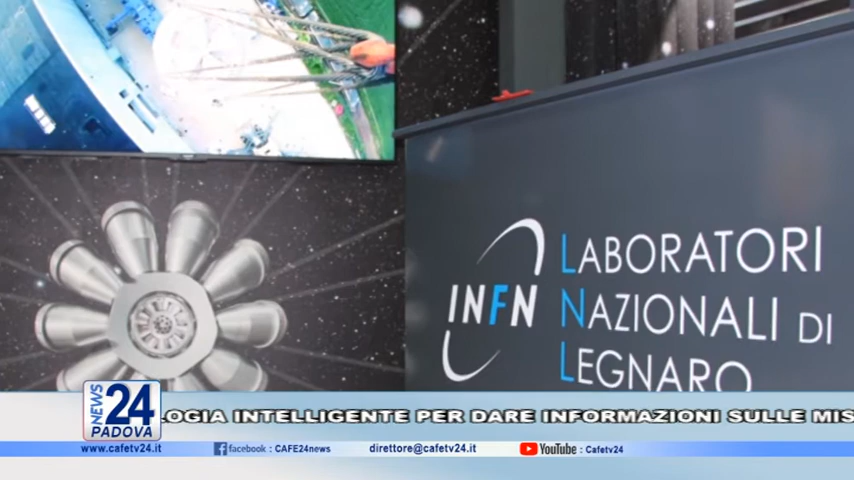 INFN
LABORATORI
NAZIONALI DI
LEGNARO
NEWS 24 PADOVA
LOGIA INTELLIGENTE PER DARE INFORMAZIONI SULLE MIS
www.cafetv24.it
facebook : CAFE24news
direttore@cafetv24.it
YouTube : Cafetv24